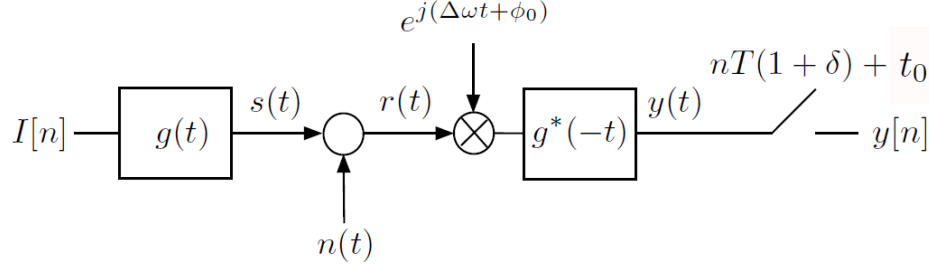 e^{j(Δωt+ϕ_0)}
nT(1 + δ) + t_0
s(t)
r(t)
y(t)
I[n]
g(t)
g*(−t)
y[n]
n(t)